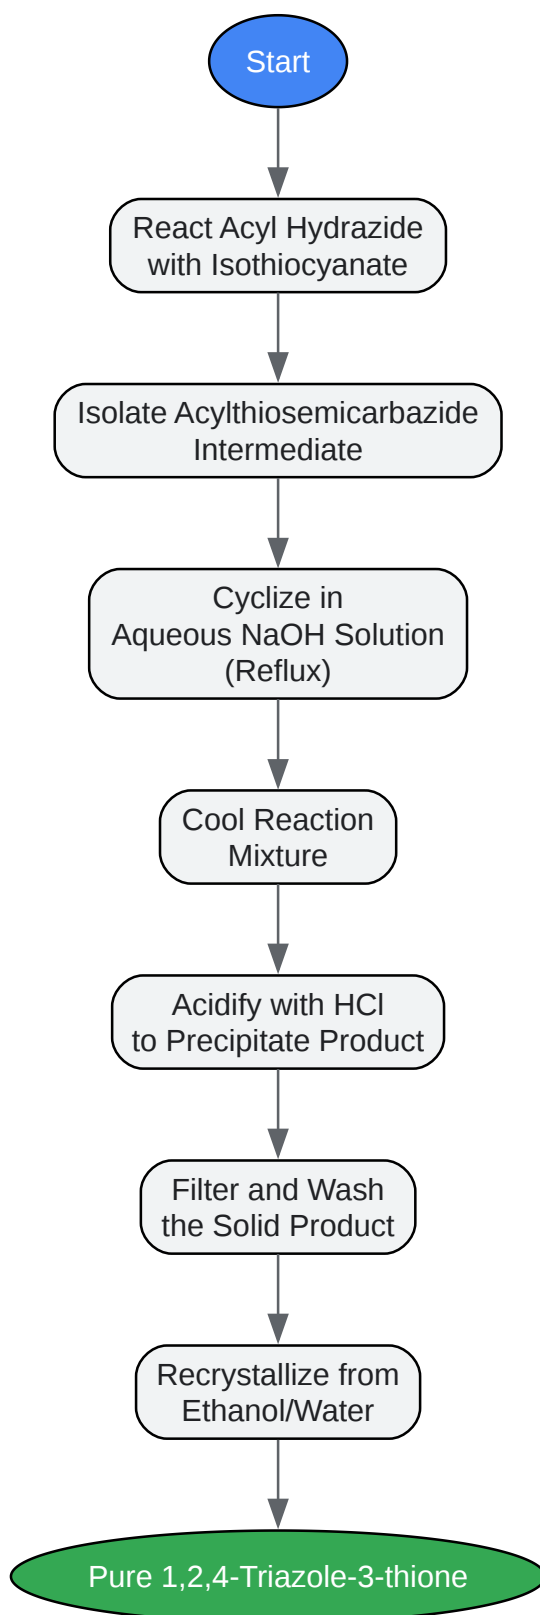 Start
React Acyl Hydrazide
with Isothiocyanate
Isolate Acylthiosemicarbazide
Intermediate
Cyclize in
Aqueous NaOH Solution
(Reflux)
Cool Reaction
Mixture
Acidify with HCl
to Precipitate Product
Filter and Wash
the Solid Product
Recrystallize from
Ethanol/Water
Pure 1,2,4-Triazole-3-thione